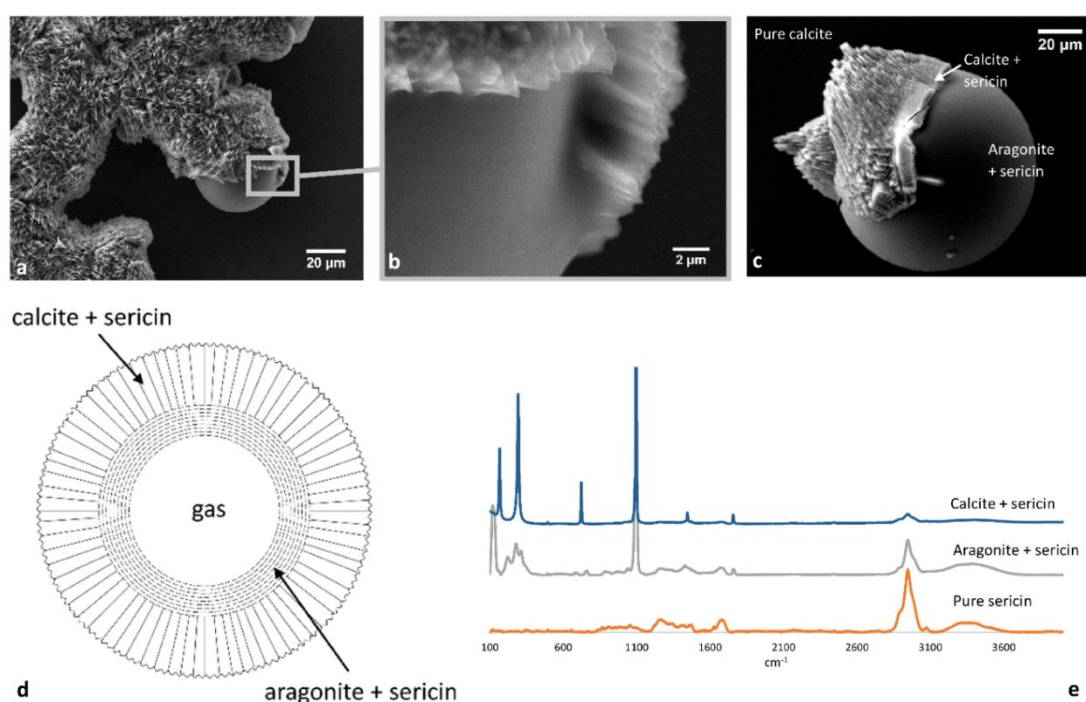 a
20 µm
b
2 µm
Pure calcite
20 µm
Calcite +
sericin
Aragonite
+ sericin
c
calcite + sericin
gas
aragonite + sericin
d
Calcite + sericin
Aragonite + sericin
Pure sericin
100 600 1100 1600 2100 2600 3100 3600
cm⁻¹
e